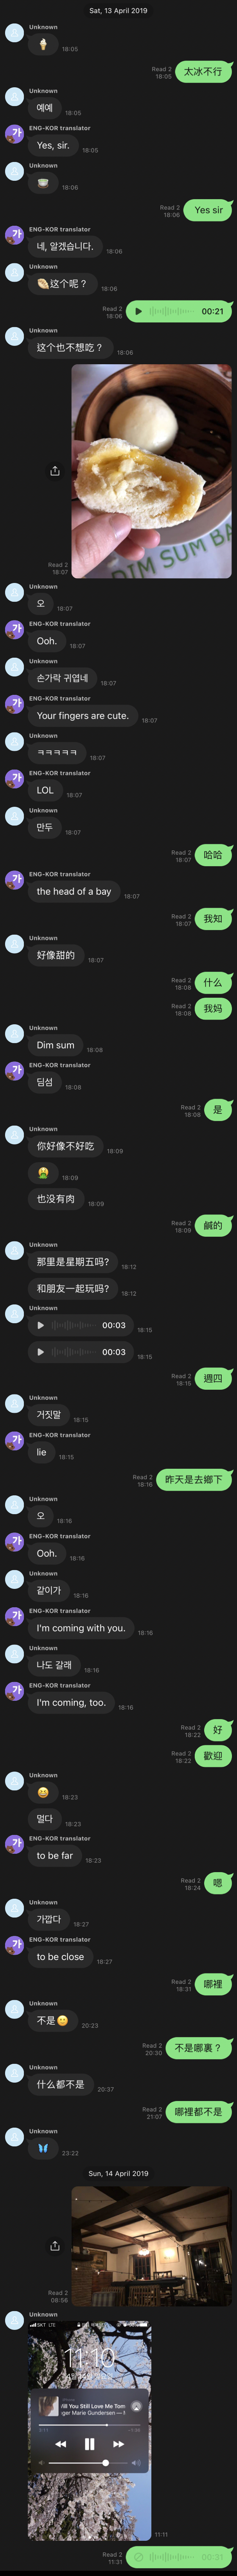 Sat, 13 April 2019
Unknown
18:05
Read 2
18:05
太冰不行
Unknown
예예
18:05
ENG-KOR translator
가
Yes, sir.
18:05
Unknown
18:06
Read 2
18:06
Yes sir
ENG-KOR translator
가
네, 알겠습니다.
18:06
Unknown
这个呢？
18:06
Read 2
18:06
00:21
Unknown
这个也不想吃？
18:06
DIM SUM BA
Read 2
18:07
Unknown
오
18:07
ENG-KOR translator
가
Ooh.
18:07
Unknown
손가락 귀엽네
18:07
ENG-KOR translator
가
Your fingers are cute.
18:07
Unknown
ㅋㅋㅋㅋㅋ
18:07
ENG-KOR translator
가
LOL
18:07
Unknown
만두
18:07
Read 2
18:07
哈哈
ENG-KOR translator
가
the head of a bay
18:07
Read 2
18:07
我知
Unknown
好像甜的
18:07
Read 2
18:08
什么
Read 2
18:08
我妈
Unknown
Dim sum
18:08
ENG-KOR translator
가
딤섬
18:08
Read 2
18:08
是
Unknown
你好像不好吃
18:09
18:09
也没有肉
18:09
Read 2
18:09
鹹的
Unknown
那里是星期五吗?
18:12
和朋友一起玩吗?
18:12
Unknown
00:03
18:15
00:03
18:15
Read 2
18:15
週四
Unknown
거짓말
18:15
ENG-KOR translator
가
lie
18:15
Read 2
18:16
昨天是去鄉下
Unknown
오
18:16
ENG-KOR translator
가
Ooh.
18:16
Unknown
같이가
18:16
ENG-KOR translator
가
I'm coming with you.
18:16
Unknown
나도 갈래
18:16
ENG-KOR translator
가
I'm coming, too.
18:16
Read 2
18:22
好
Read 2
18:22
歡迎
Unknown
18:23
멀다
18:23
ENG-KOR translator
가
to be far
18:23
Read 2
18:24
嗯
Unknown
가깝다
18:27
ENG-KOR translator
가
to be close
18:27
Read 2
18:31
哪裡
Unknown
不是
20:23
Read 2
20:30
不是哪裏？
Unknown
什么都不是
20:37
Read 2
21:07
哪裡都不是
Unknown
23:22
Sun, 14 April 2019
Read 2
08:56
Unknown
SKT LTE
11:10
/ill You Still Love Me Tom
ger Marie Gundersen — I
2:11
11:11
Read 2
11:31
00:31